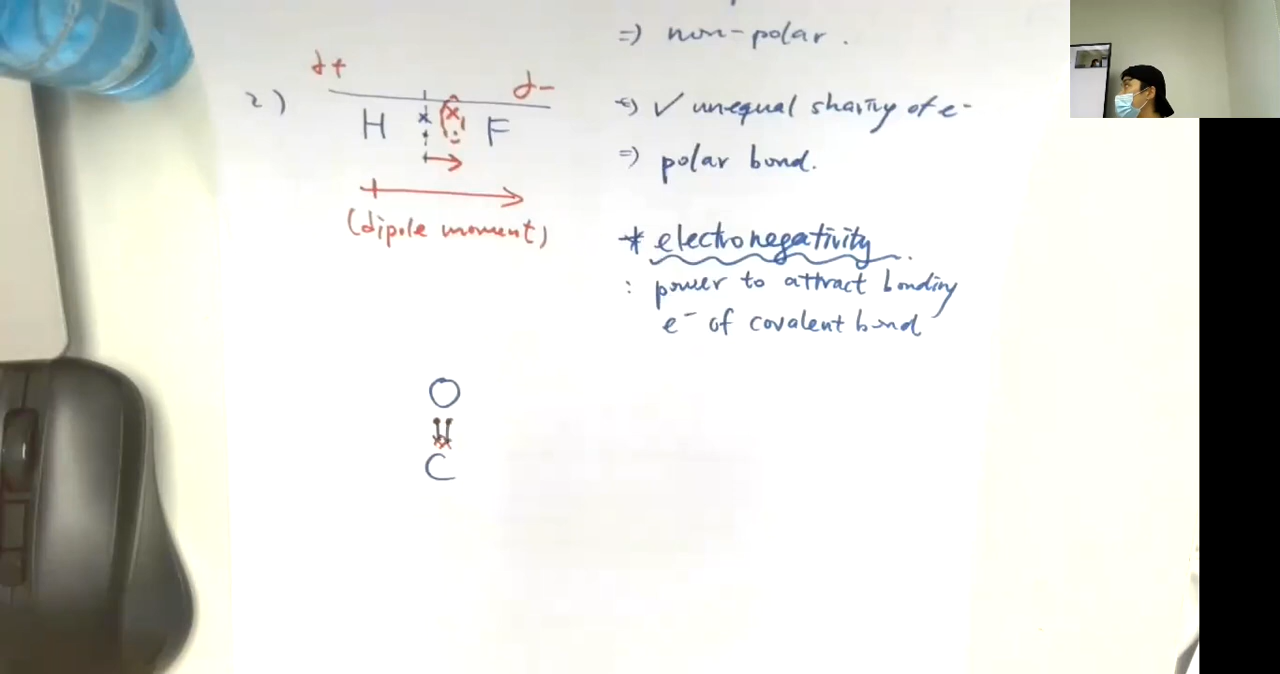 =) non-polar.
2)
δ+
δ-
H × F
=) ✓ unequal sharing of e-
=) polar bond.
(dipole moment)
* electronegativity.
: power to attract bonding
e- of covalent bond
O
C